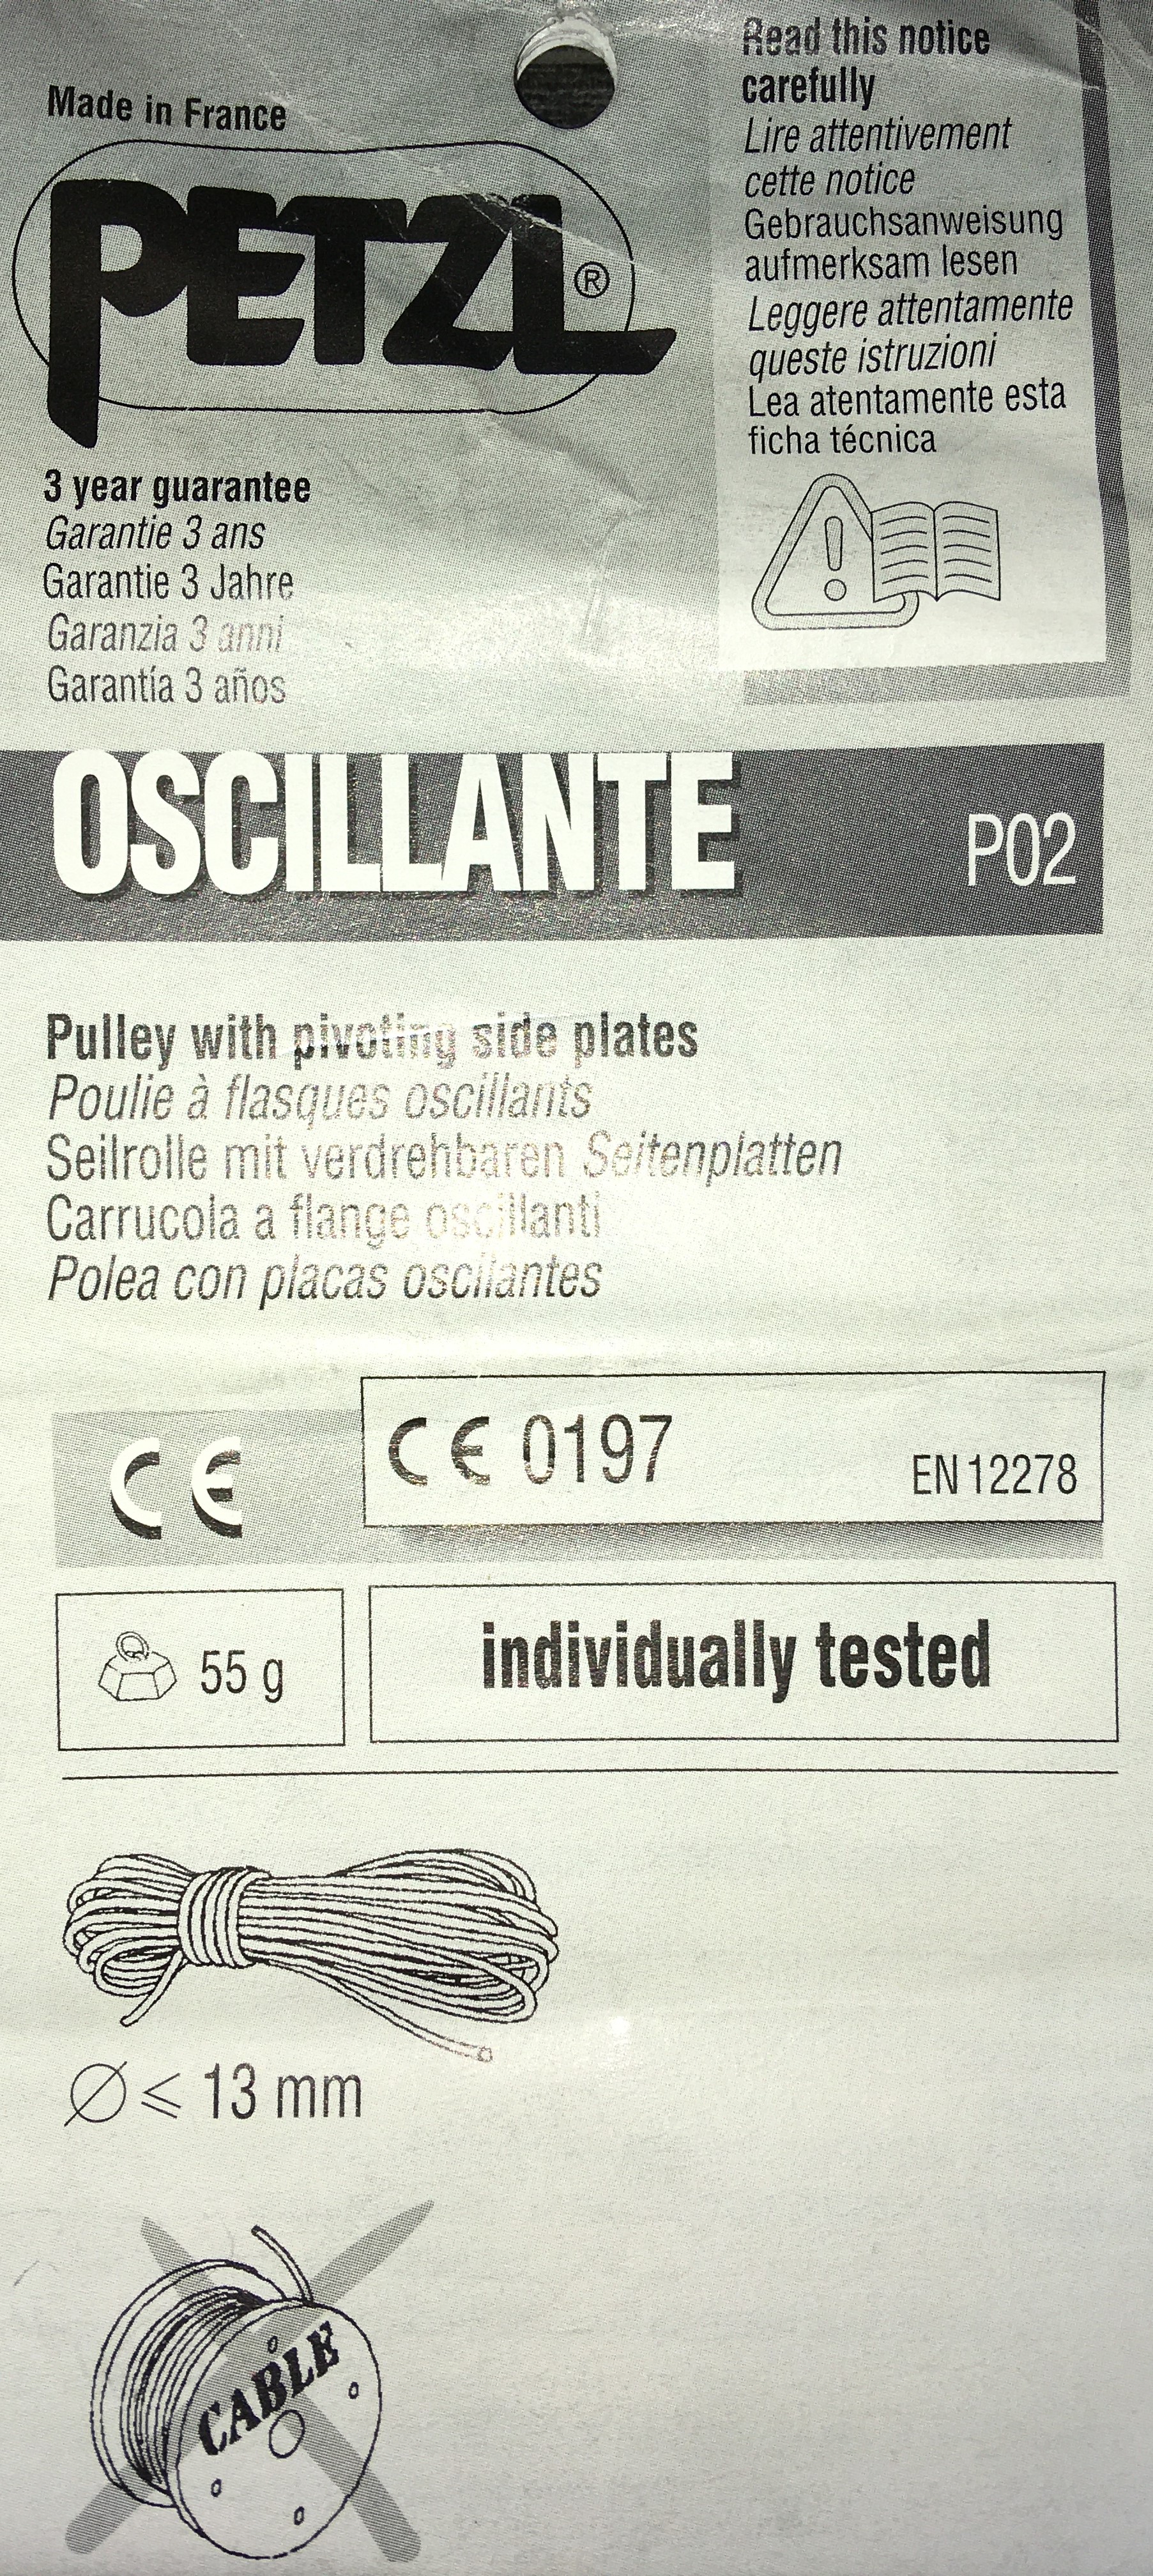 Made in France
PETZL®
3 year guarantee
Garantie 3 ans
Garantie 3 Jahre
Garanzia 3 anni
Garantía 3 años
Read this notice
carefully
Lire attentivement
cette notice
Gebrauchsanweisung
aufmerksam lesen
Leggere attentamente
queste istruzioni
Lea atentamente esta
ficha técnica
OSCILLANTE
P02
Pulley with pivoting side plates
Poulie à flasques oscillants
Seilrolle mit verdrehbaren Seitenplatten
Carrucola a flange oscillanti
Polea con placas oscilantes
CE
CE 0197
EN 12278
55 g
individually tested
Ø ⩽ 13 mm
CABLE